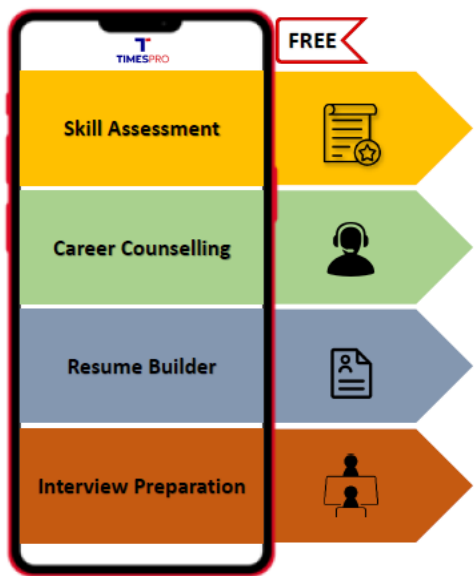 FREE
TIMESPRO
Skill Assessment
Career Counselling
Resume Builder
Interview Preparation